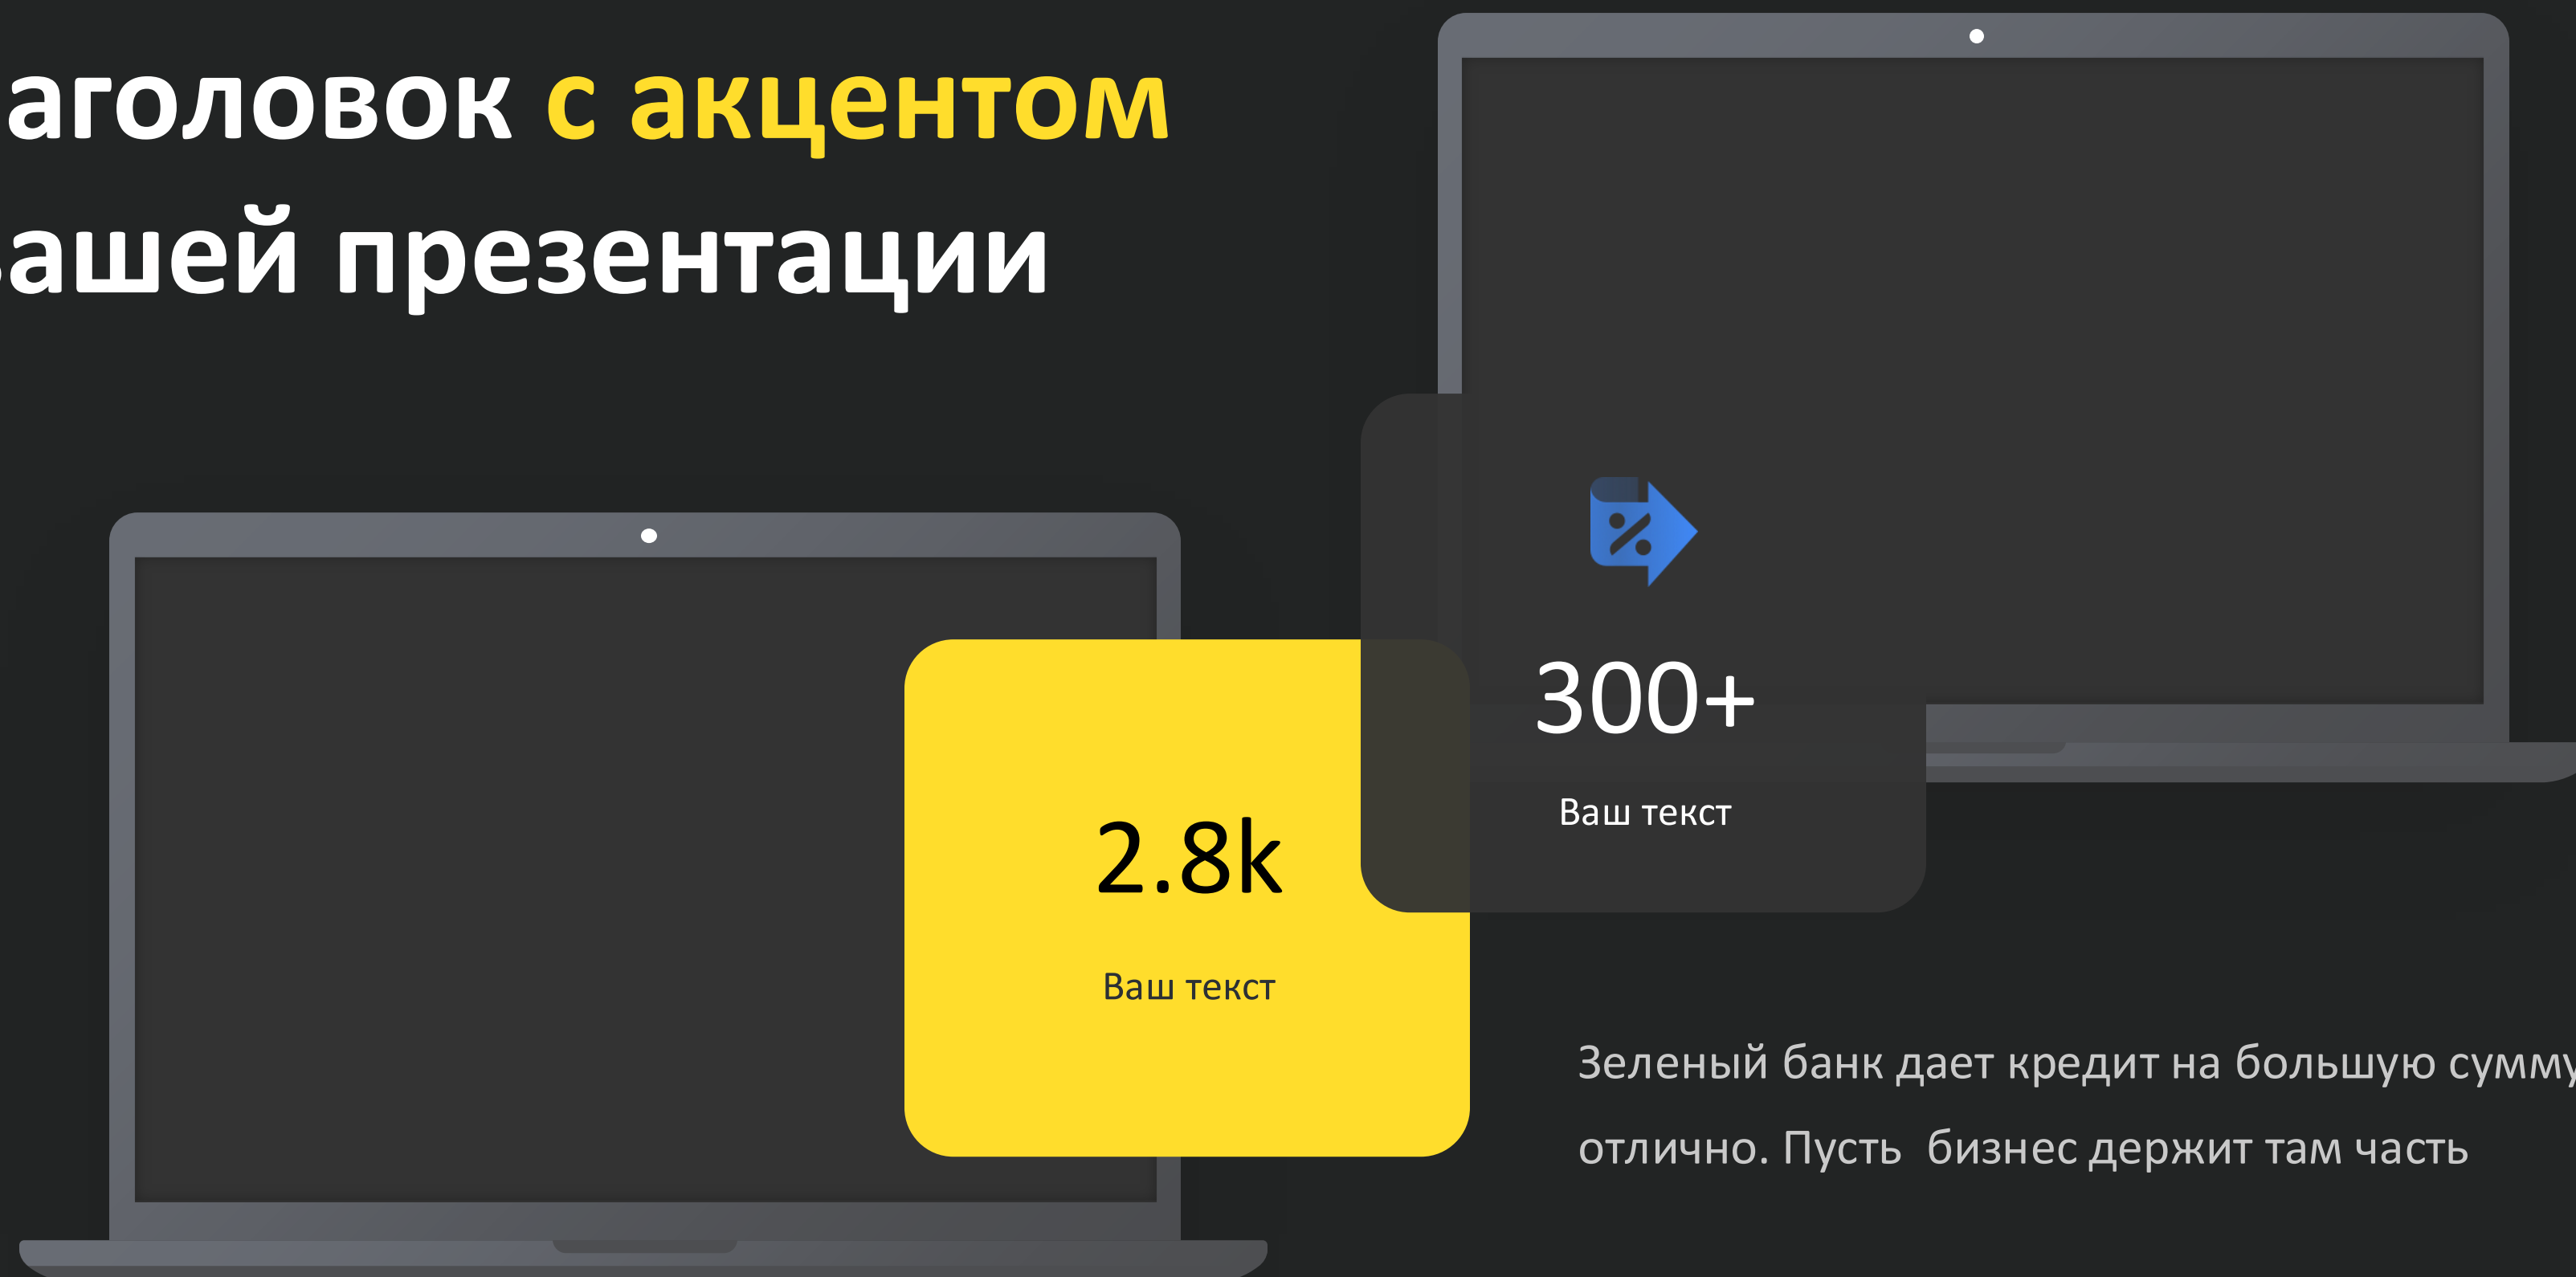 аголовок с акцентом
ашей презентации
300+
Ваш текст
2.8k
Ваш текст
Зеленый банк дает кредит на большую сумму
отлично. Пусть  бизнес держит там часть